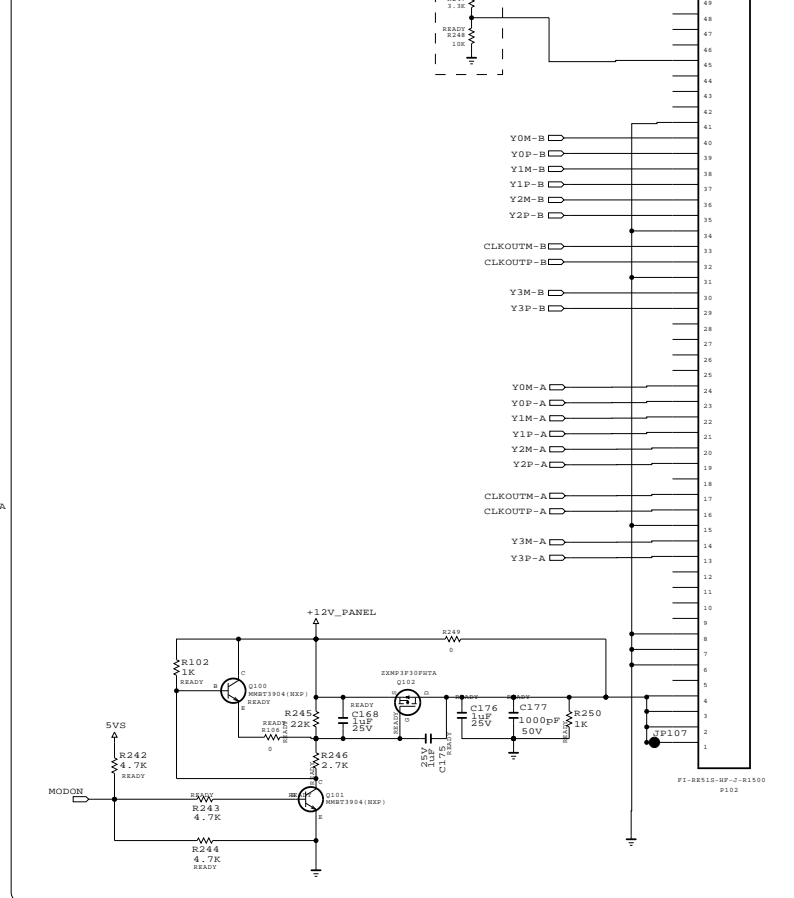 3.3K
READY
R248
10K
49
48
47
46
45
44
43
42
41
40
39
38
37
36
35
34
33
32
31
30
29
28
27
26
25
24
23
22
21
20
19
18
17
16
15
14
13
12
11
10
9
8
7
6
5
4
3
2
1
Y0M-B
Y0P-B
Y1M-B
Y1P-B
Y2M-B
Y2P-B
CLKOUTM-B
CLKOUTP-B
Y3M-B
Y3P-B
Y0M-A
Y0P-A
Y1M-A
Y1P-A
Y2M-A
Y2P-A
CLKOUTM-A
CLKOUTP-A
Y3M-A
Y3P-A
A
+12V_PANEL
R249
0
R102
1K
READY
C
B
E
Q100
MMBT3904(NXP)
READY
ZXMP3F30FHTA
Q102
S
D
G
READY
R245
22K
READY
READY
C168
1uF
25V
READY
R106
0
READY
C176
1uF
25V
READY
C177
1000pF
50V
R250
1K
READY
25V
1uF
C175
READY
R246
2.7K
READY
5VS
R242
4.7K
READY
MODON
READY
R243
4.7K
READY
C
E
Q101
MMBT3904(NXP)
R244
4.7K
READY
JP107
FI-RE51S-HF-J-R1500
P102